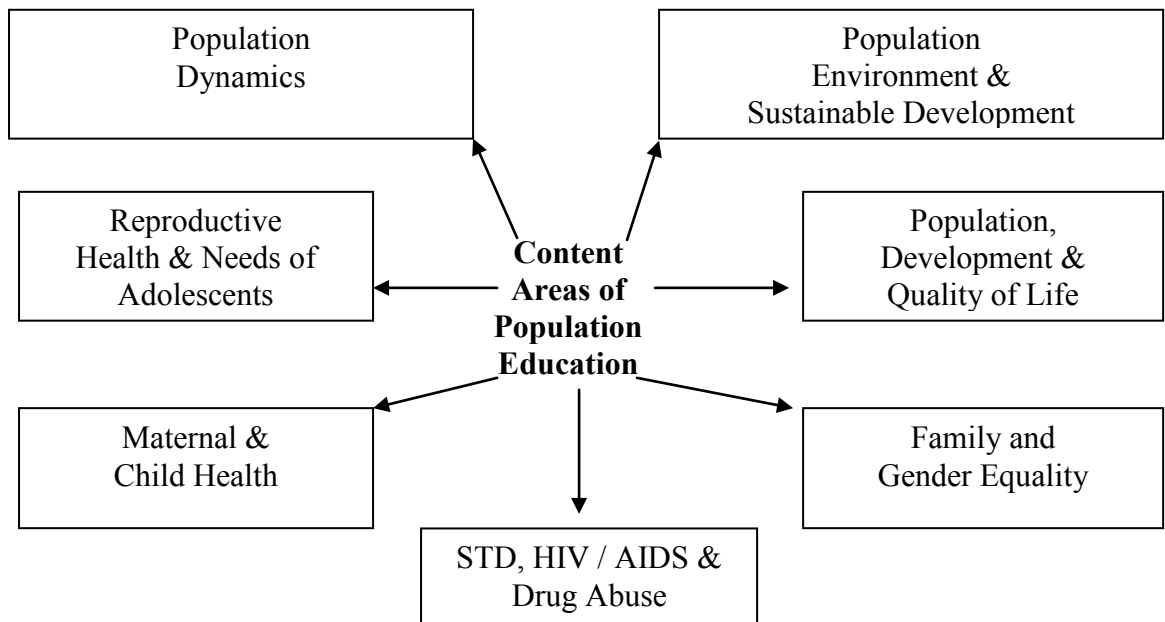 Population
Dynamics
Population
Environment &
Sustainable Development
Reproductive
Health & Needs of
Adolescents
Content
Areas of
Population
Education
Population,
Development &
Quality of Life
Maternal &
Child Health
Family and
Gender Equality
STD, HIV / AIDS &
Drug Abuse